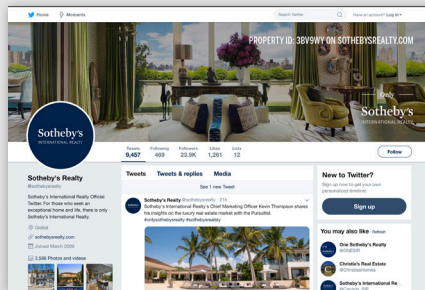 Home Moments Search Twitter Have an account? Log in
PROPERTY ID: 3BV9WY ON SOTHEBYSREALTY.COM
Only
Sotheby's
INTERNATIONAL REALTY
Sotheby's
INTERNATIONAL REALTY
Tweets Following Followers Likes Lists
9,457 469 23.9K 1,261 12
Follow
Sotheby's Realty
@sothebysrealty
Sotheby's International Realty Official
Twitter. For those who seek an
exceptional home and life, there is only
Sotheby's International Realty.
Global
sothebysrealty.com
Joined March 2009
3,596 Photos and videos
Tweets Tweets & replies Media
See 1 new Tweet
Sotheby's Realty @sothebysrealty · 21h
Sotheby's International Realty's Chief Marketing Officer Kevin Thompson shares
his insights on the luxury real estate market with the Pursuitist.
#onlysothebysrealty #sothebysrealty
New to Twitter?
Sign up now to get your own
personalized timeline!
Sign up
You may also like · Refresh
One Sotheby's Realty
@ONESIR
Christie's Real Estate
@ChristiesHomes
Sotheby's International Re...